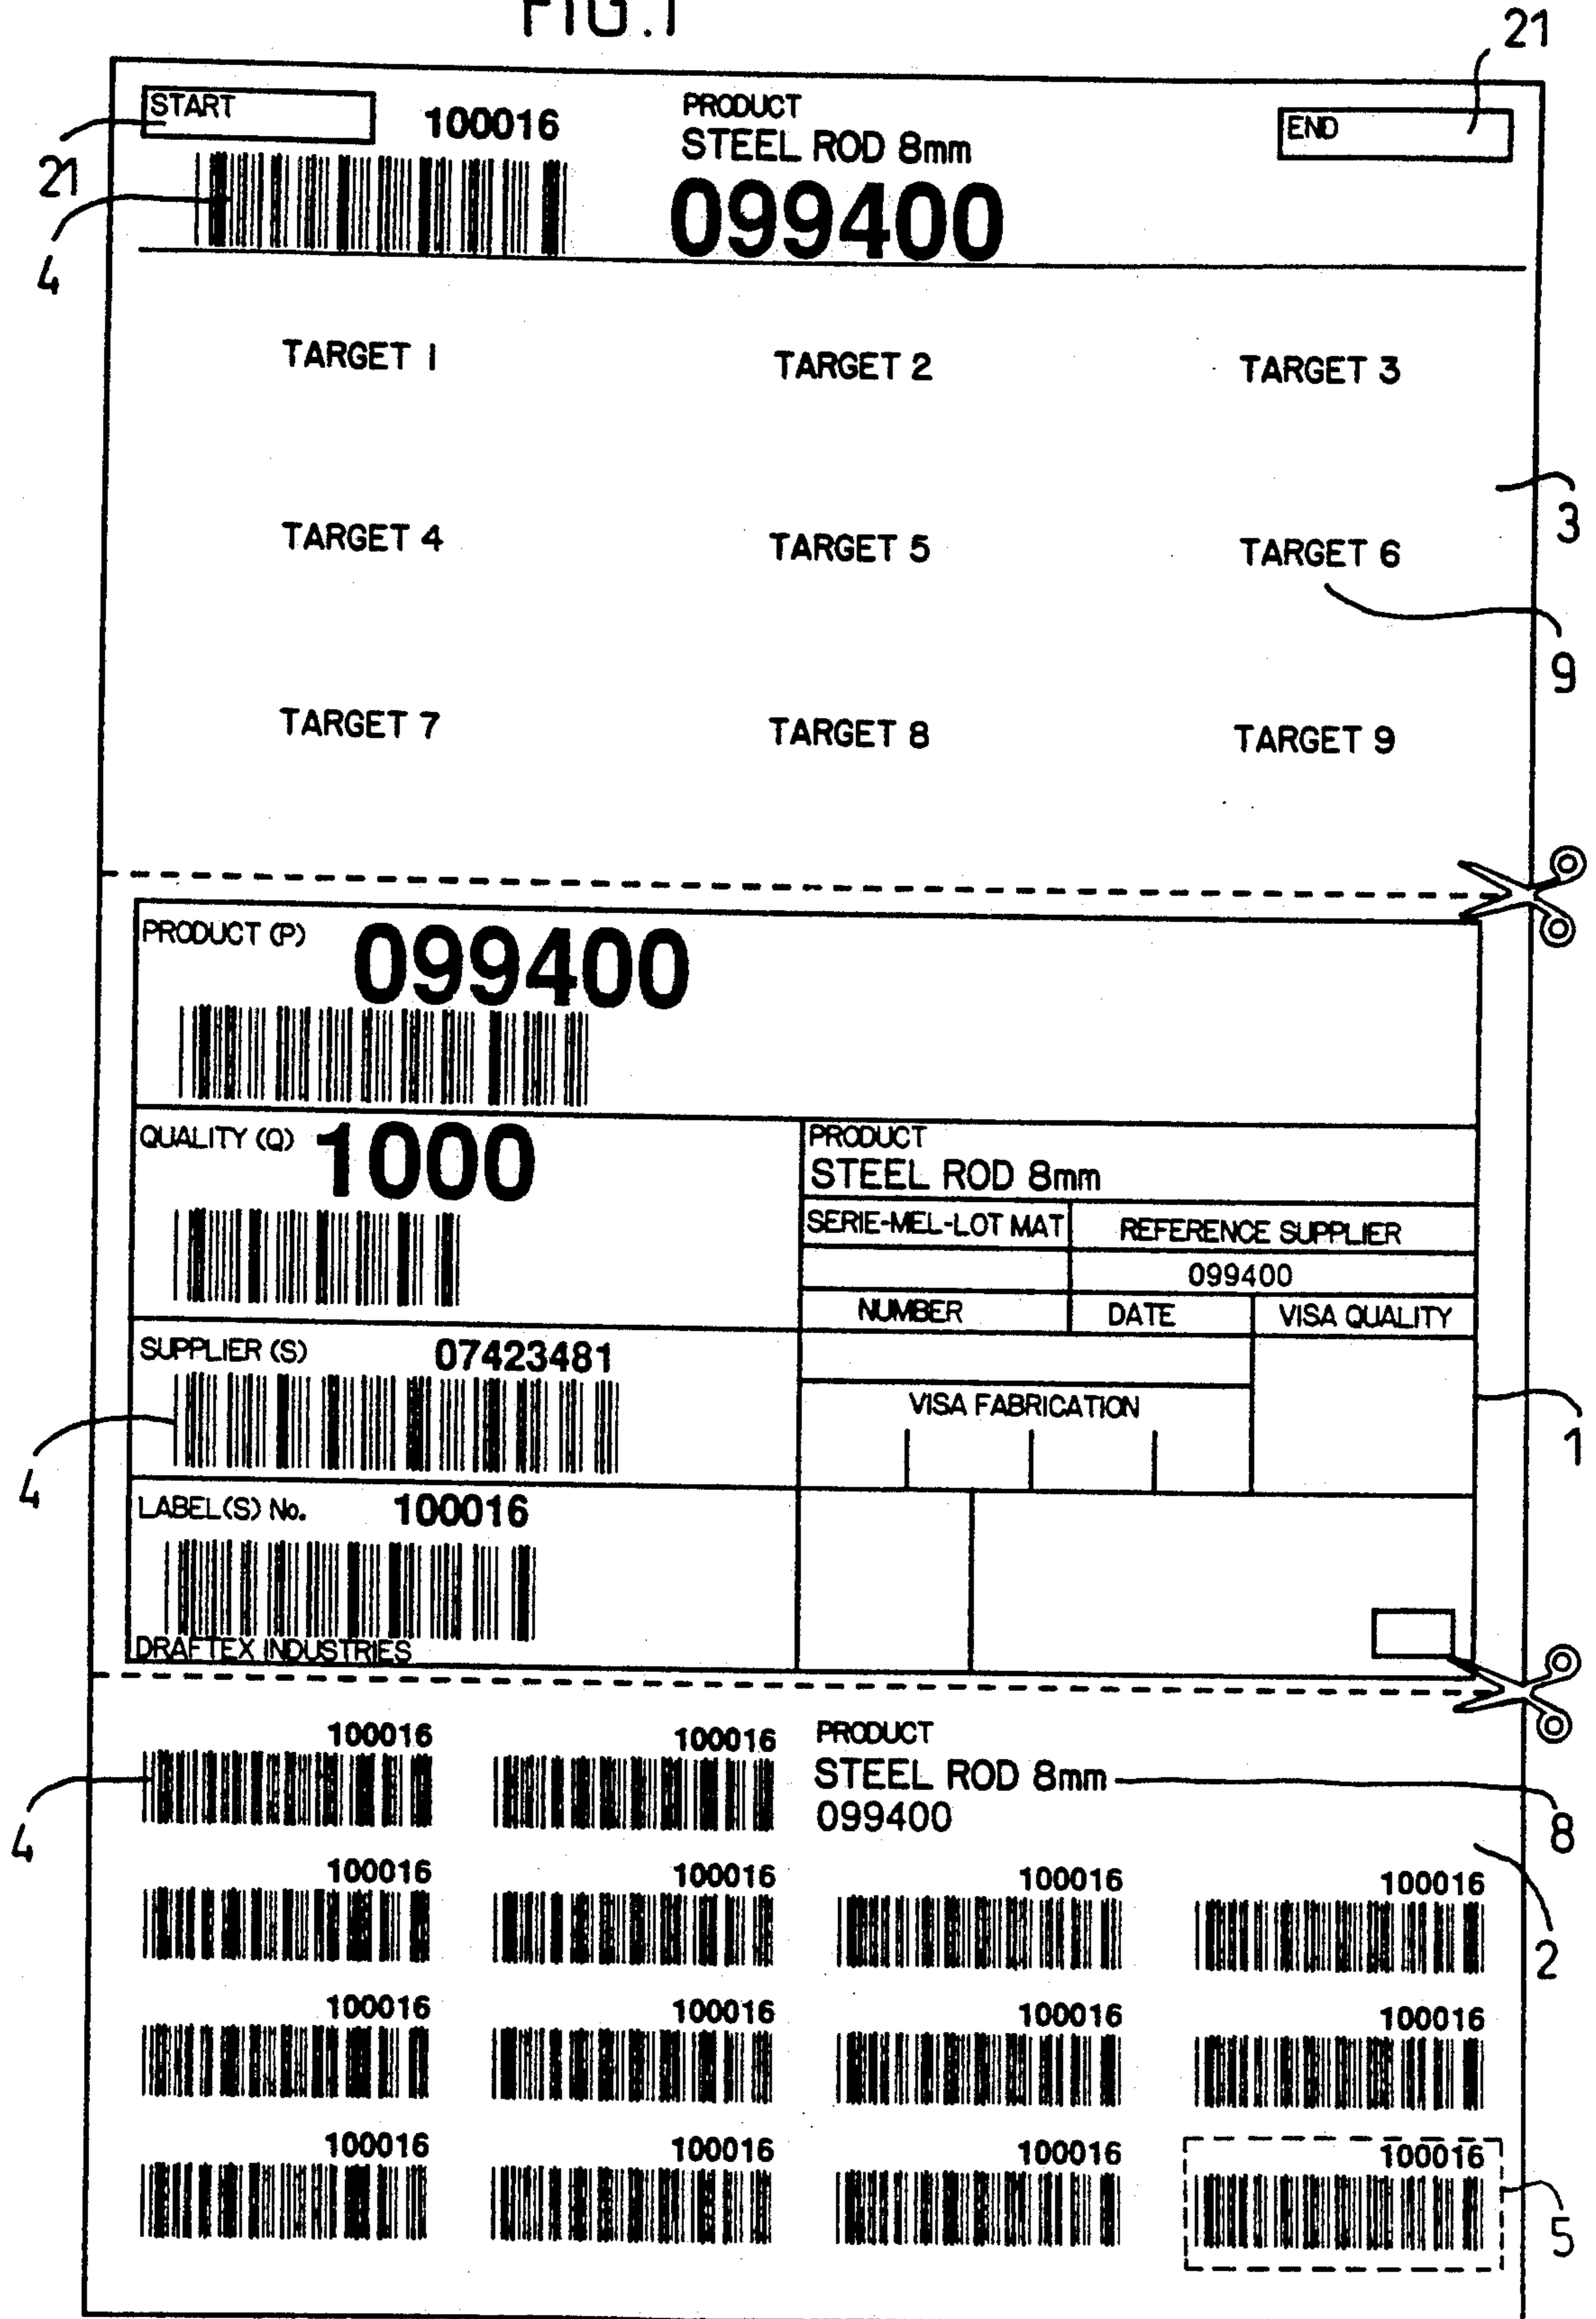 FIG.1
21
START
100016
PRODUCT
END
STEEL ROD 8mm
21
099400
4
TARGET 1 TARGET 2 TARGET 3
3
TARGET 4 TARGET 5 TARGET 6
9
TARGET 7 TARGET 8 TARGET 9
PRODUCT (P) 099400
QUALITY (Q) 1000
PRODUCT
STEEL ROD 8mm
SERIE-MEL-LOT MAT REFERENCE SUPPLIER
099400
NUMBER DATE VISA QUALITY
SUPPLIER (S) 07423481
VISA FABRICATION
1
4
LABEL(S) No. 100016
DRAFTEX INDUSTRIES
100016 100016 PRODUCT
STEEL ROD 8mm
099400
8
4
100016 100016 100016 100016
2
100016 100016 100016 100016
100016 100016 100016 100016
5